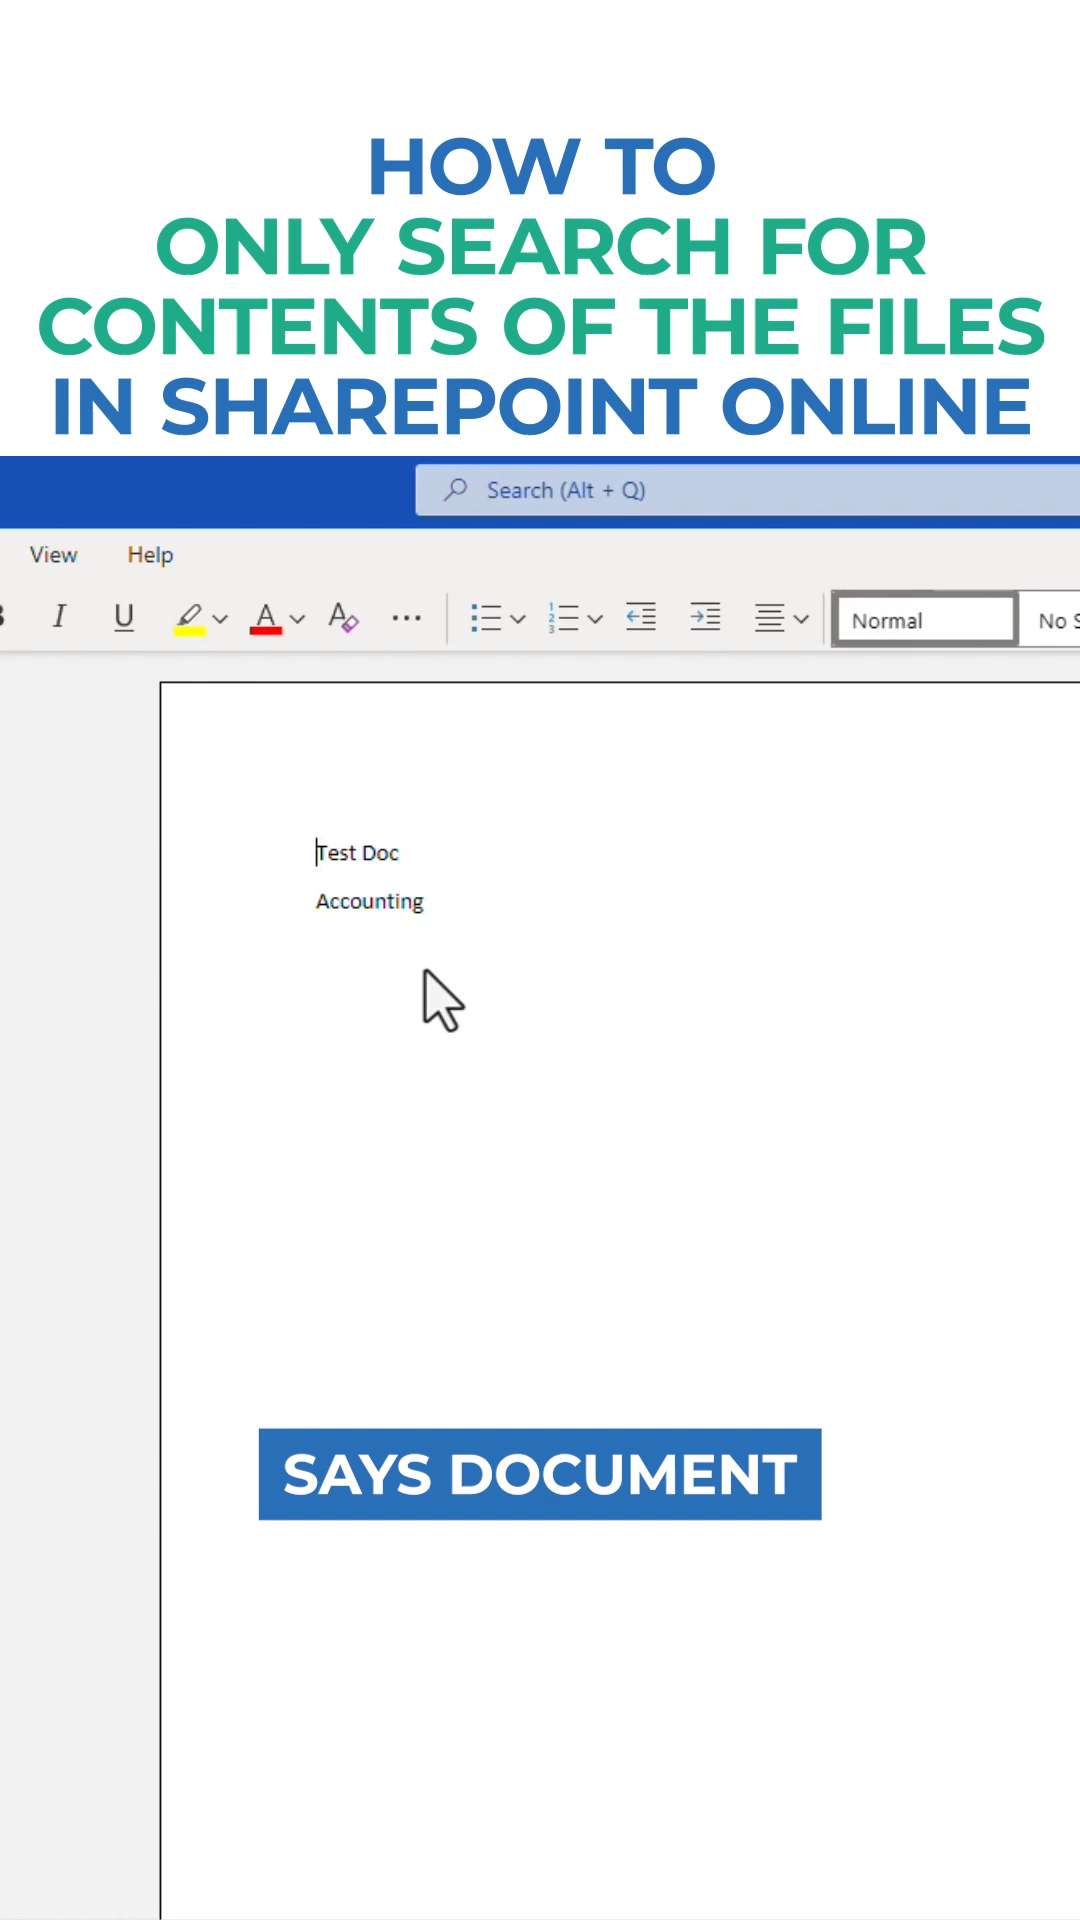 HOW TO
ONLY SEARCH FOR
CONTENTS OF THE FILES
IN SHAREPOINT ONLINE
Search (Alt + Q)
View Help
I U A A Normal No
Test Doc
Accounting
SAYS DOCUMENT